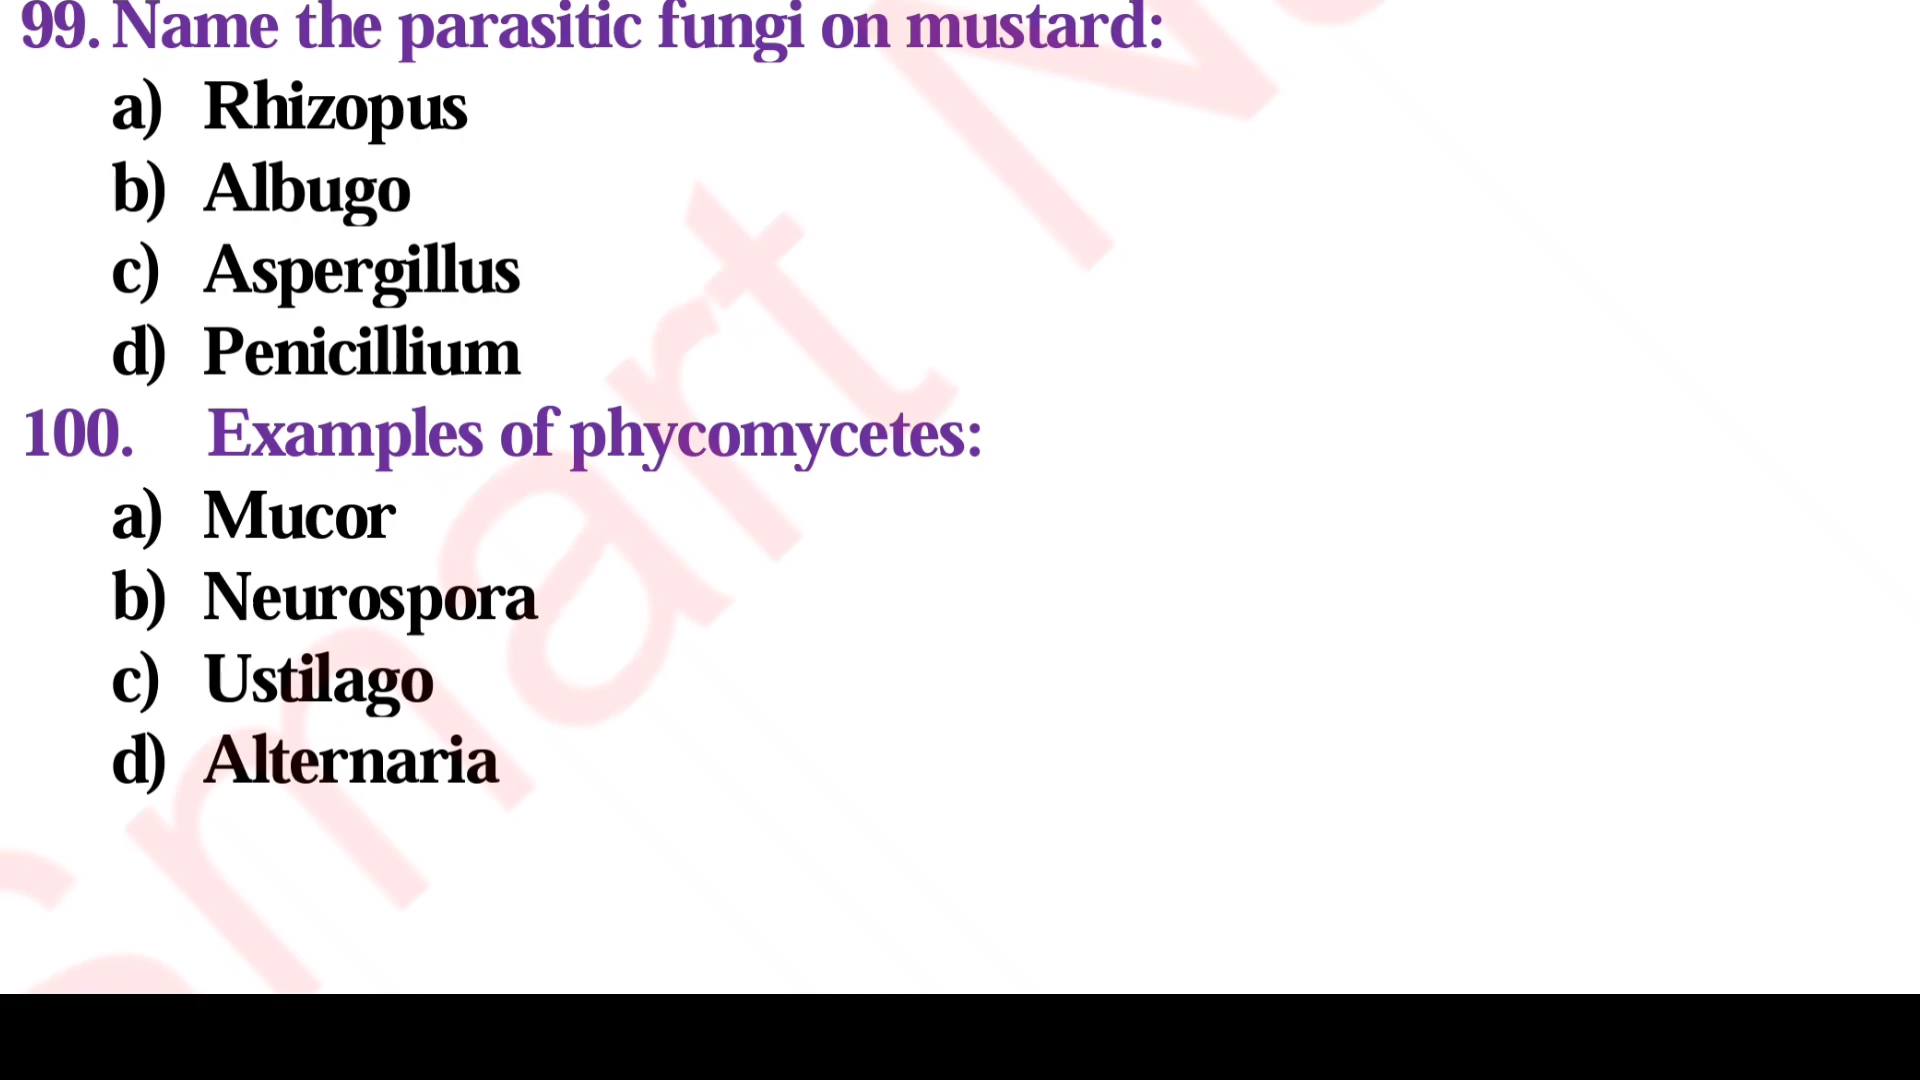 99. Name the parasitic fungi on mustard:
a) Rhizopus
b) Albugo
c) Aspergillus
d) Penicillium
100. Examples of phycomycetes:
a) Mucor
b) Neurospora
c) Ustilago
d) Alternaria
Smart N